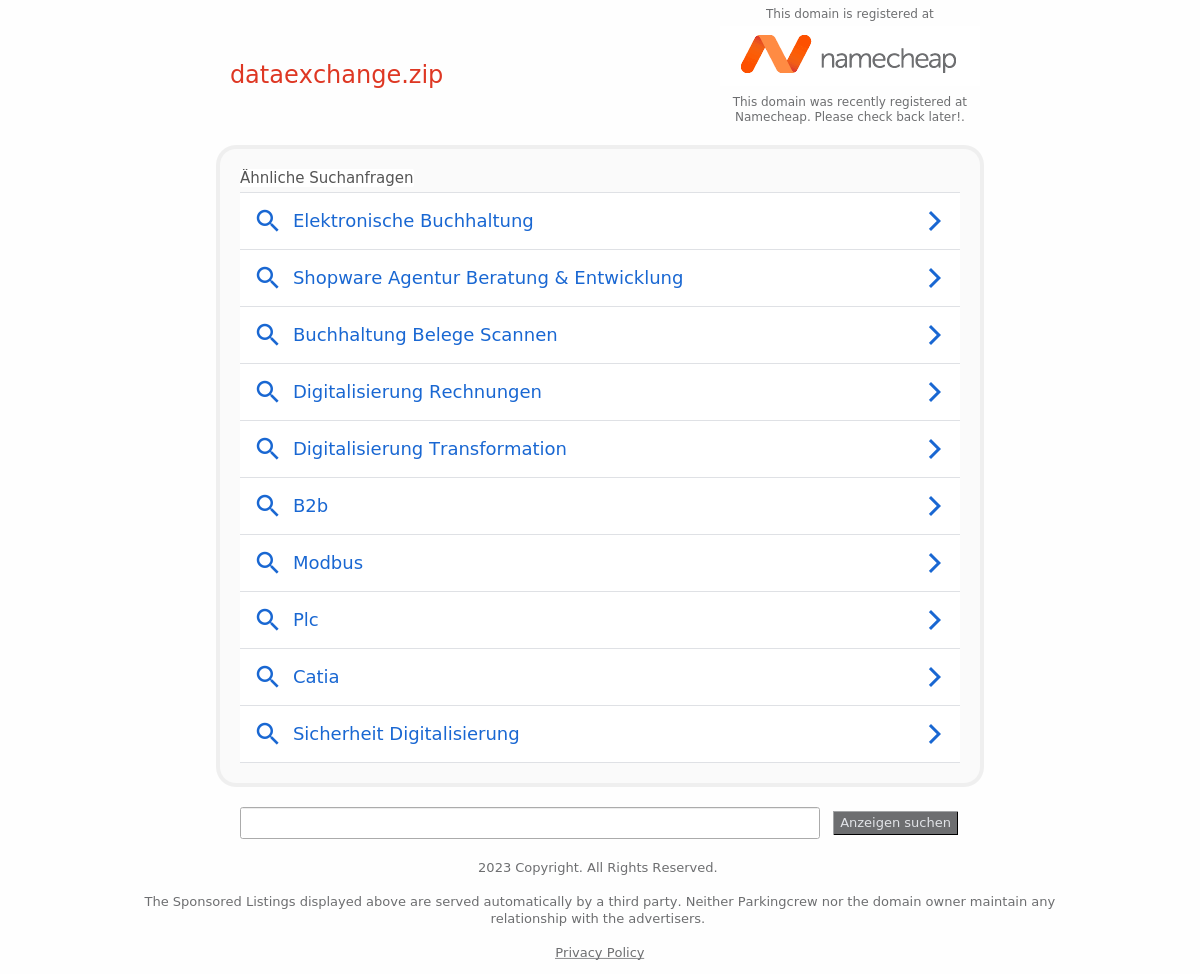 This domain is registered at
namecheap
dataexchange.zip
This domain was recently registered at
Namecheap. Please check back later!.
Ähnliche Suchanfragen
Elektronische Buchhaltung
Shopware Agentur Beratung & Entwicklung
Buchhaltung Belege Scannen
Digitalisierung Rechnungen
Digitalisierung Transformation
B2b
Modbus
Plc
Catia
Sicherheit Digitalisierung
Anzeigen suchen
2023 Copyright. All Rights Reserved.
The Sponsored Listings displayed above are served automatically by a third party. Neither Parkingcrew nor the domain owner maintain any
relationship with the advertisers.
Privacy Policy